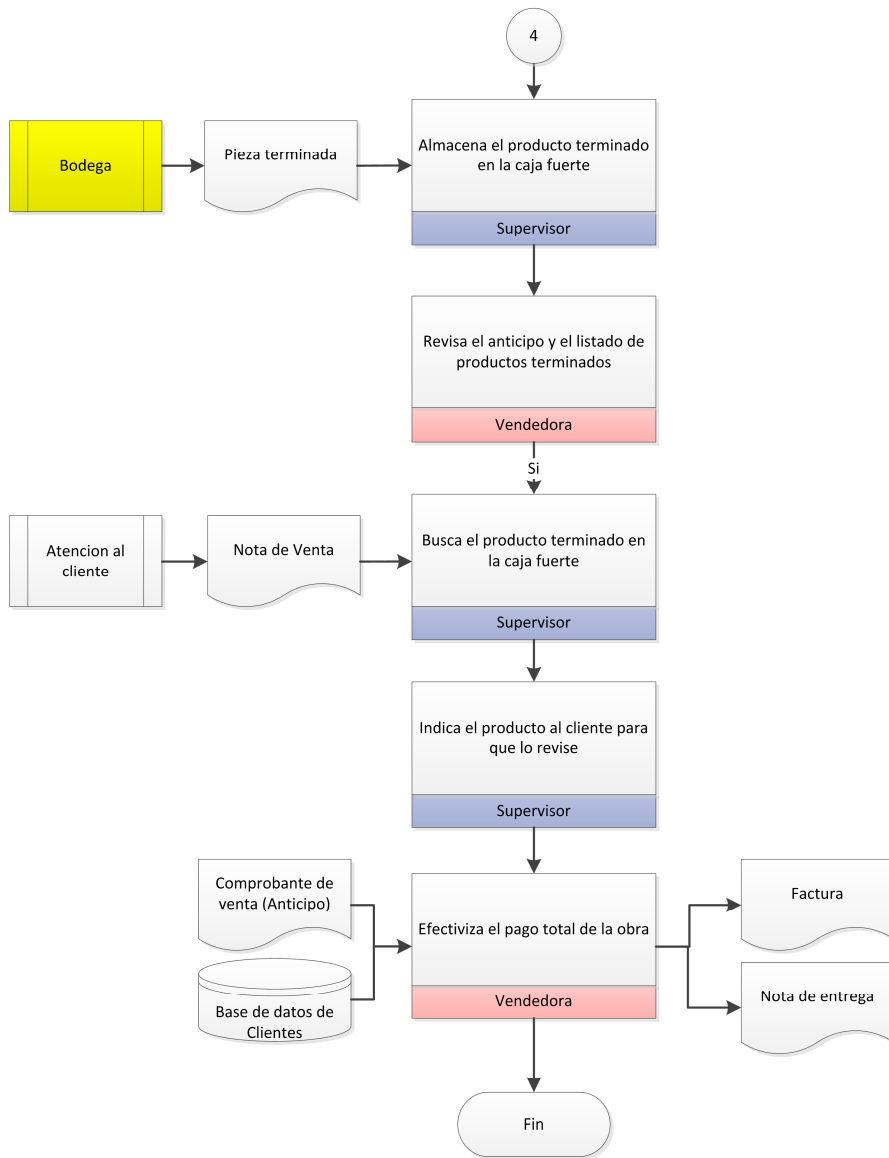 4
Bodega
Pieza terminada
Almacena el producto terminado
en la caja fuerte
Supervisor
Revisa el anticipo y el listado de
productos terminados
Vendedora
Si
Atencion al
cliente
Nota de Venta
Busca el producto terminado en
la caja fuerte
Supervisor
Indica el producto al cliente para
que lo revise
Supervisor
Comprobante de
venta (Anticipo)
Base de datos de
Clientes
Efectiviza el pago total de la obra
Vendedora
Factura
Nota de entrega
Fin